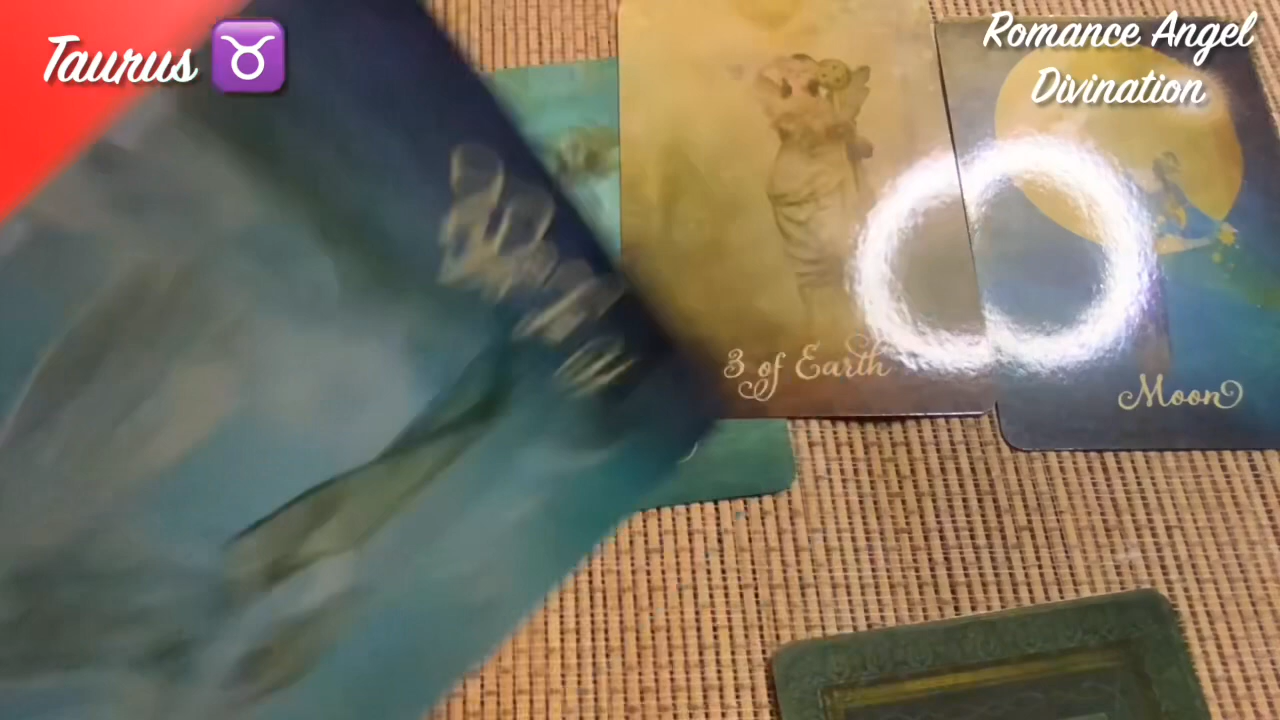 Taurus ♉
Romance Angel
Divination
3 of Earth
Moon